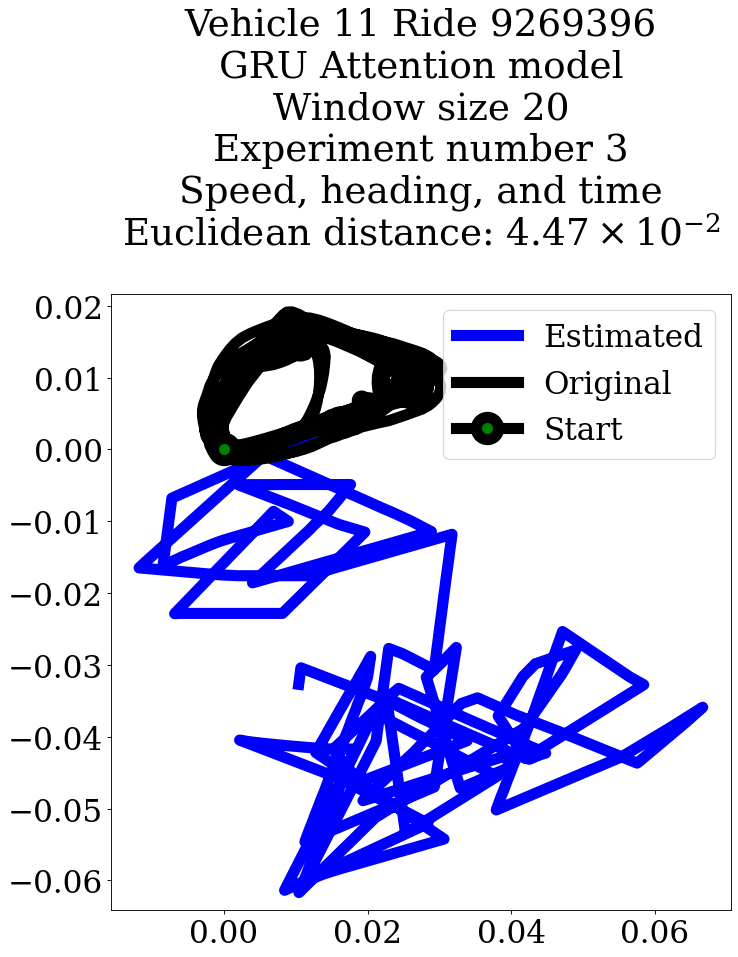 Vehicle 11 Ride 9269396
GRU Attention model
Window size 20
Experiment number 3
Speed, heading, and time
Euclidean distance: 4.47 × 10⁻²
Estimated
Original
Start
0.02
0.01
0.00
−0.01
−0.02
−0.03
−0.04
−0.05
−0.06
0.00 0.02 0.04 0.06